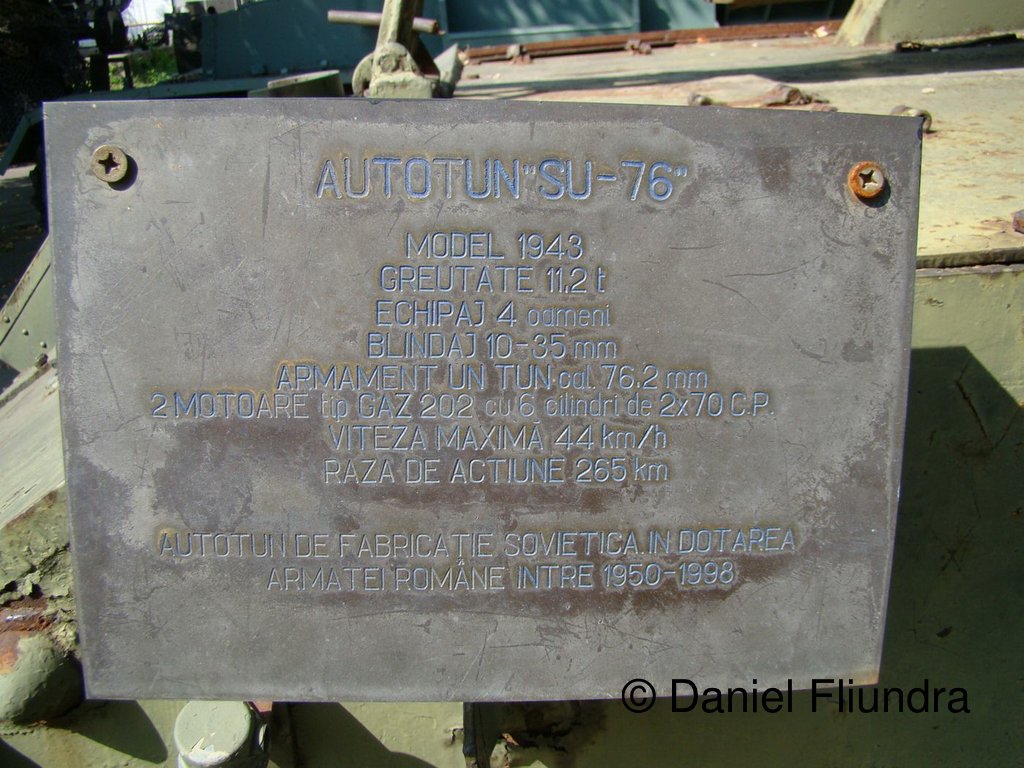 AUTOTUN "SU-76"
MODEL 1943
GREUTATE 11,2 t
ECHIPAJ 4 oameni
BLINDAJ 10-35 mm
ARMAMENT UN TUN cal. 76.2 mm
2 MOTOARE tip GAZ 202 cu 6 cilindri de 2x70 C.P.
VITEZA MAXIMĂ 44 km/h
RAZA DE ACTIUNE 265 km
AUTOTUN DE FABRICAȚIE SOVIETICA IN DOTAREA
ARMATEI ROMÂNE INTRE 1950-1998
© Daniel Fliundra